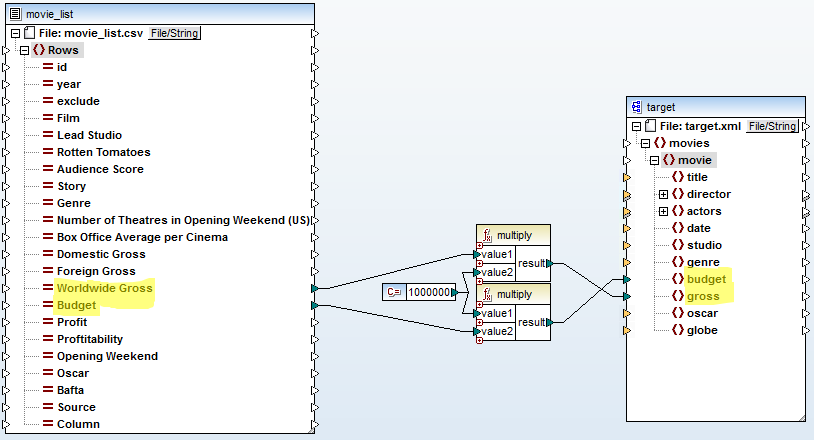 movie_list
File: movie_list.csv File/String
Rows
id
year
exclude
Film
Lead Studio
Rotten Tomatoes
Audience Score
Story
Genre
Number of Theatres in Opening Weekend (US)
Box Office Average per Cinema
Domestic Gross
Foreign Gross
Worldwide Gross
Budget
Profit
Proftitability
Opening Weekend
Oscar
Bafta
Source
Column
multiply
value1
value2
result
C= 1000000
multiply
value1
value2
result
target
File: target.xml File/String
movies
movie
title
director
actors
date
studio
genre
budget
gross
oscar
globe